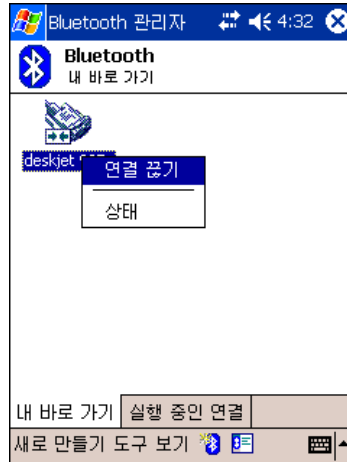 Bluetooth 관리자 4:32
Bluetooth
내 바로 가기
deskjet
연결 끊기
상태
내 바로 가기 실행 중인 연결
새로 만들기 도구 보기